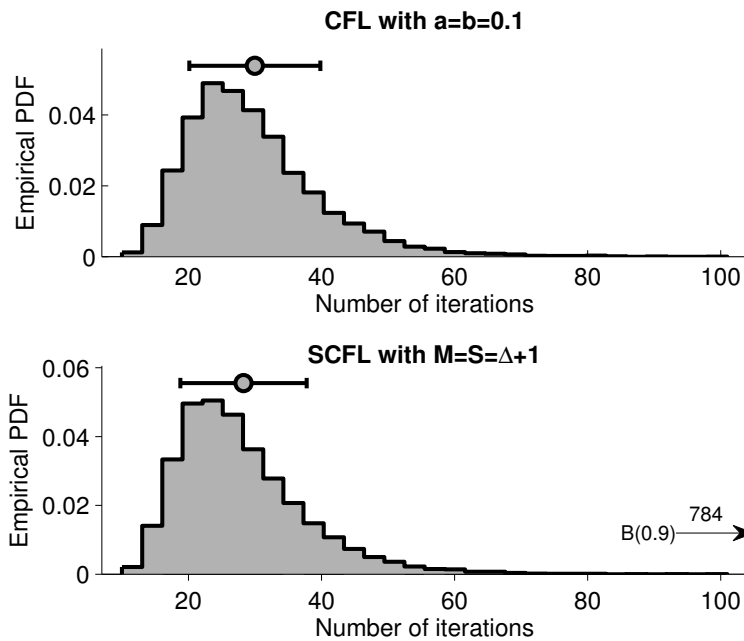 CFL with a=b=0.1
Empirical PDF
0.04
0.02
0
20 40 60 80 100
Number of iterations
SCFL with M=S=Δ+1
Empirical PDF
0.06
0.04
0.02
0
784
B(0.9)
20 40 60 80 100
Number of iterations